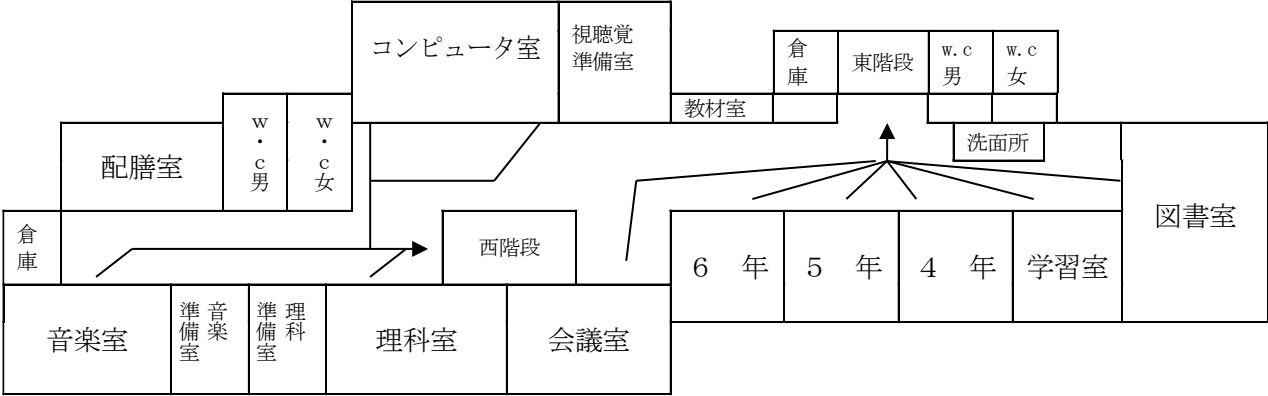 コンピュータ室
視聴覚
準備室
倉庫
東階段
w.c
男
w.c
女
教材室
洗面所
配膳室
w・c男
w・c女
図書室
倉庫
西階段
6 年
5 年
4 年
学習室
音楽室
音楽
準備室
理科
準備室
理科室
会議室